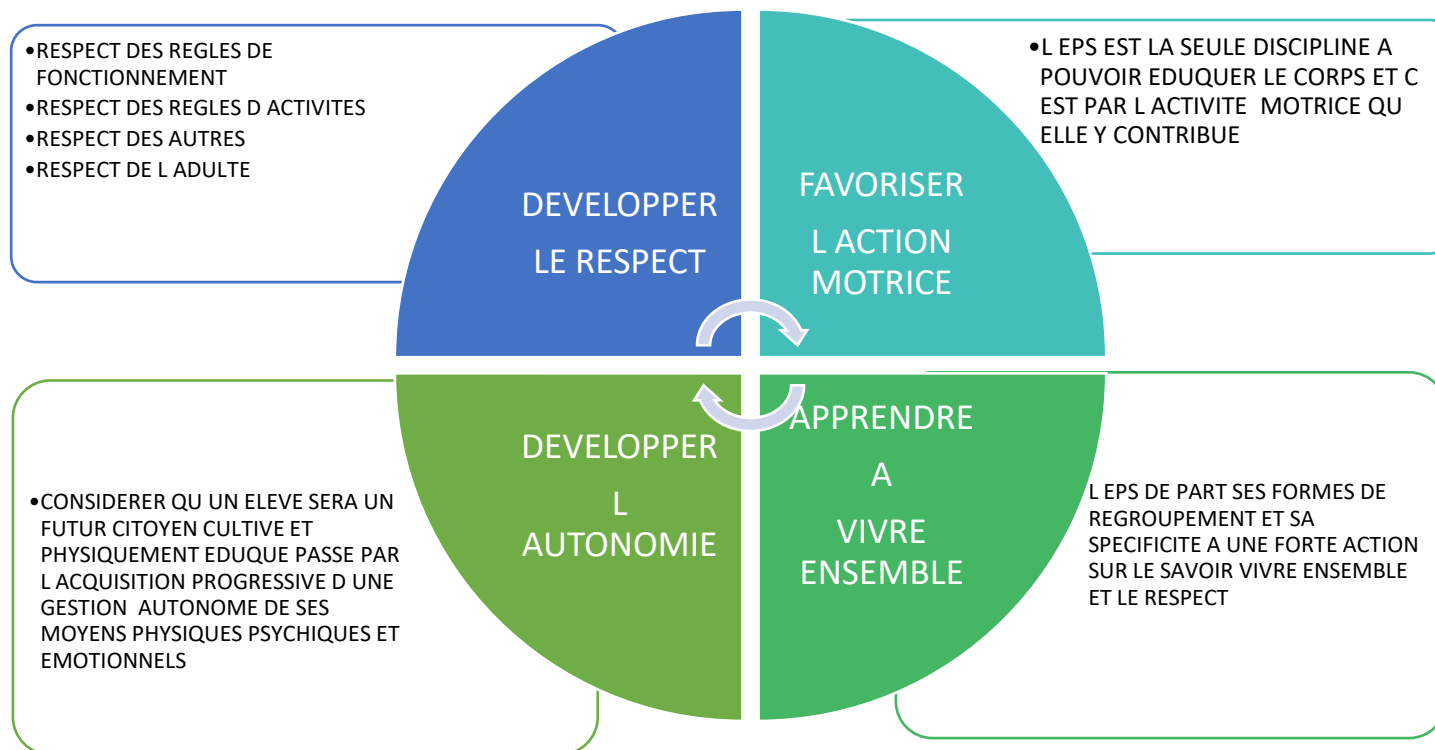 •RESPECT DES REGLES DE
FONCTIONNEMENT
•RESPECT DES REGLES D ACTIVITES
•RESPECT DES AUTRES
•RESPECT DE L ADULTE
DEVELOPPER
LE RESPECT
FAVORISER
L ACTION
MOTRICE
•L EPS EST LA SEULE DISCIPLINE A
POUVOIR EDUQUER LE CORPS ET C
EST PAR L ACTIVITE MOTRICE QU
ELLE Y CONTRIBUE
•CONSIDERER QU UN ELEVE SERA UN
FUTUR CITOYEN CULTIVE ET
PHYSIQUEMENT EDUQUE PASSE PAR
L ACQUISITION PROGRESSIVE D UNE
GESTION AUTONOME DE SES
MOYENS PHYSIQUES PSYCHIQUES ET
EMOTIONNELS
DEVELOPPER
L
AUTONOMIE
APPRENDRE
A
VIVRE
ENSEMBLE
L EPS DE PART SES FORMES DE
REGROUPEMENT ET SA
SPECIFICITE A UNE FORTE ACTION
SUR LE SAVOIR VIVRE ENSEMBLE
ET LE RESPECT